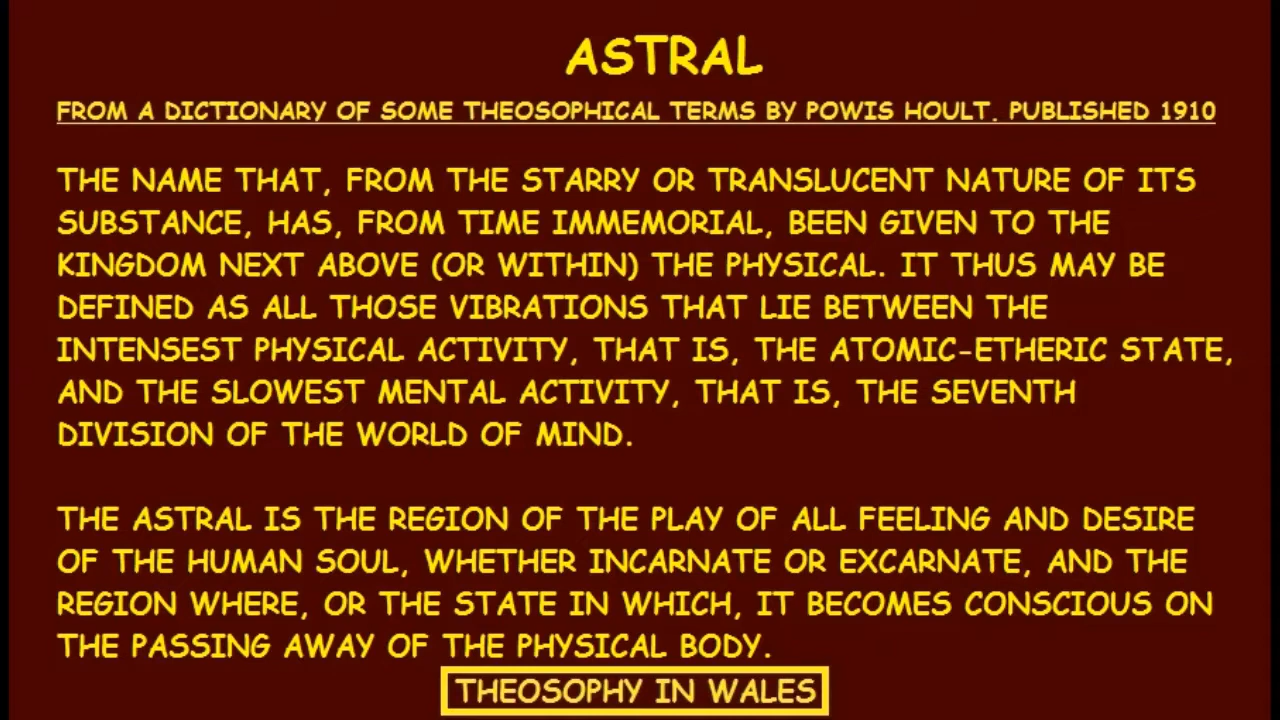 ASTRAL
FROM A DICTIONARY OF SOME THEOSOPHICAL TERMS BY POWIS HOULT. PUBLISHED 1910
THE NAME THAT, FROM THE STARRY OR TRANSLUCENT NATURE OF ITS
SUBSTANCE, HAS, FROM TIME IMMEMORIAL, BEEN GIVEN TO THE
KINGDOM NEXT ABOVE (OR WITHIN) THE PHYSICAL. IT THUS MAY BE
DEFINED AS ALL THOSE VIBRATIONS THAT LIE BETWEEN THE
INTENSEST PHYSICAL ACTIVITY, THAT IS, THE ATOMIC-ETHERIC STATE,
AND THE SLOWEST MENTAL ACTIVITY, THAT IS, THE SEVENTH
DIVISION OF THE WORLD OF MIND.
THE ASTRAL IS THE REGION OF THE PLAY OF ALL FEELING AND DESIRE
OF THE HUMAN SOUL, WHETHER INCARNATE OR EXCARNATE, AND THE
REGION WHERE, OR THE STATE IN WHICH, IT BECOMES CONSCIOUS ON
THE PASSING AWAY OF THE PHYSICAL BODY.
THEOSOPHY IN WALES